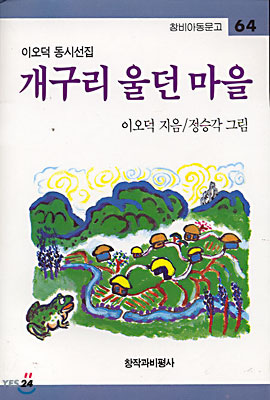 창비아동문고 64
이오덕 동시선집
개구리 울던 마을
이오덕 지음/정승각 그림
창작과비평사
YES24